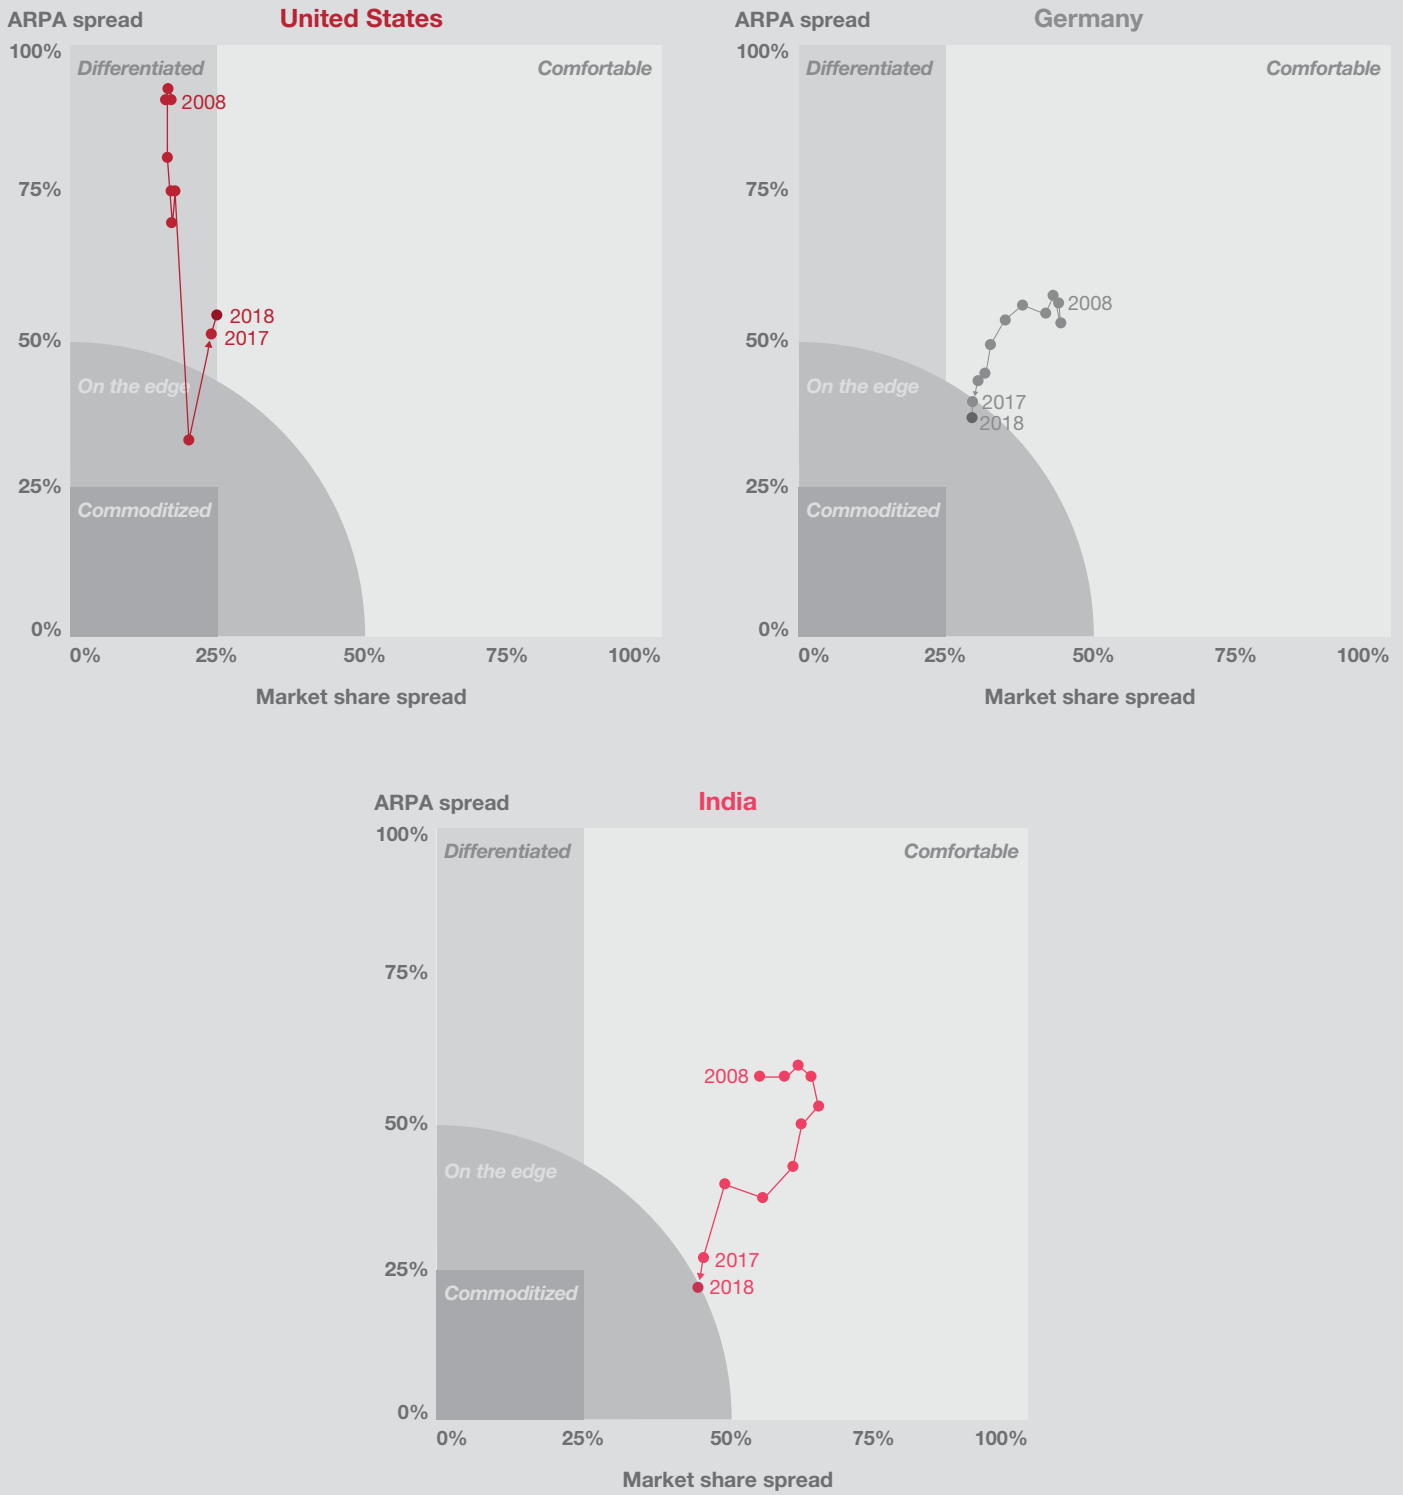 ARPA spread
United States
100%
Differentiated
Comfortable
2008
75%
2018
2017
50%
On the edge
25%
Commoditized
0%
0%
25%
50%
75%
100%
Market share spread
ARPA spread
Germany
100%
Differentiated
Comfortable
75%
2008
50%
On the edge
2017
2018
25%
Commoditized
0%
0%
25%
50%
75%
100%
Market share spread
ARPA spread
India
100%
Differentiated
Comfortable
75%
2008
50%
On the edge
2017
25%
2018
Commoditized
0%
0%
25%
50%
75%
100%
Market share spread